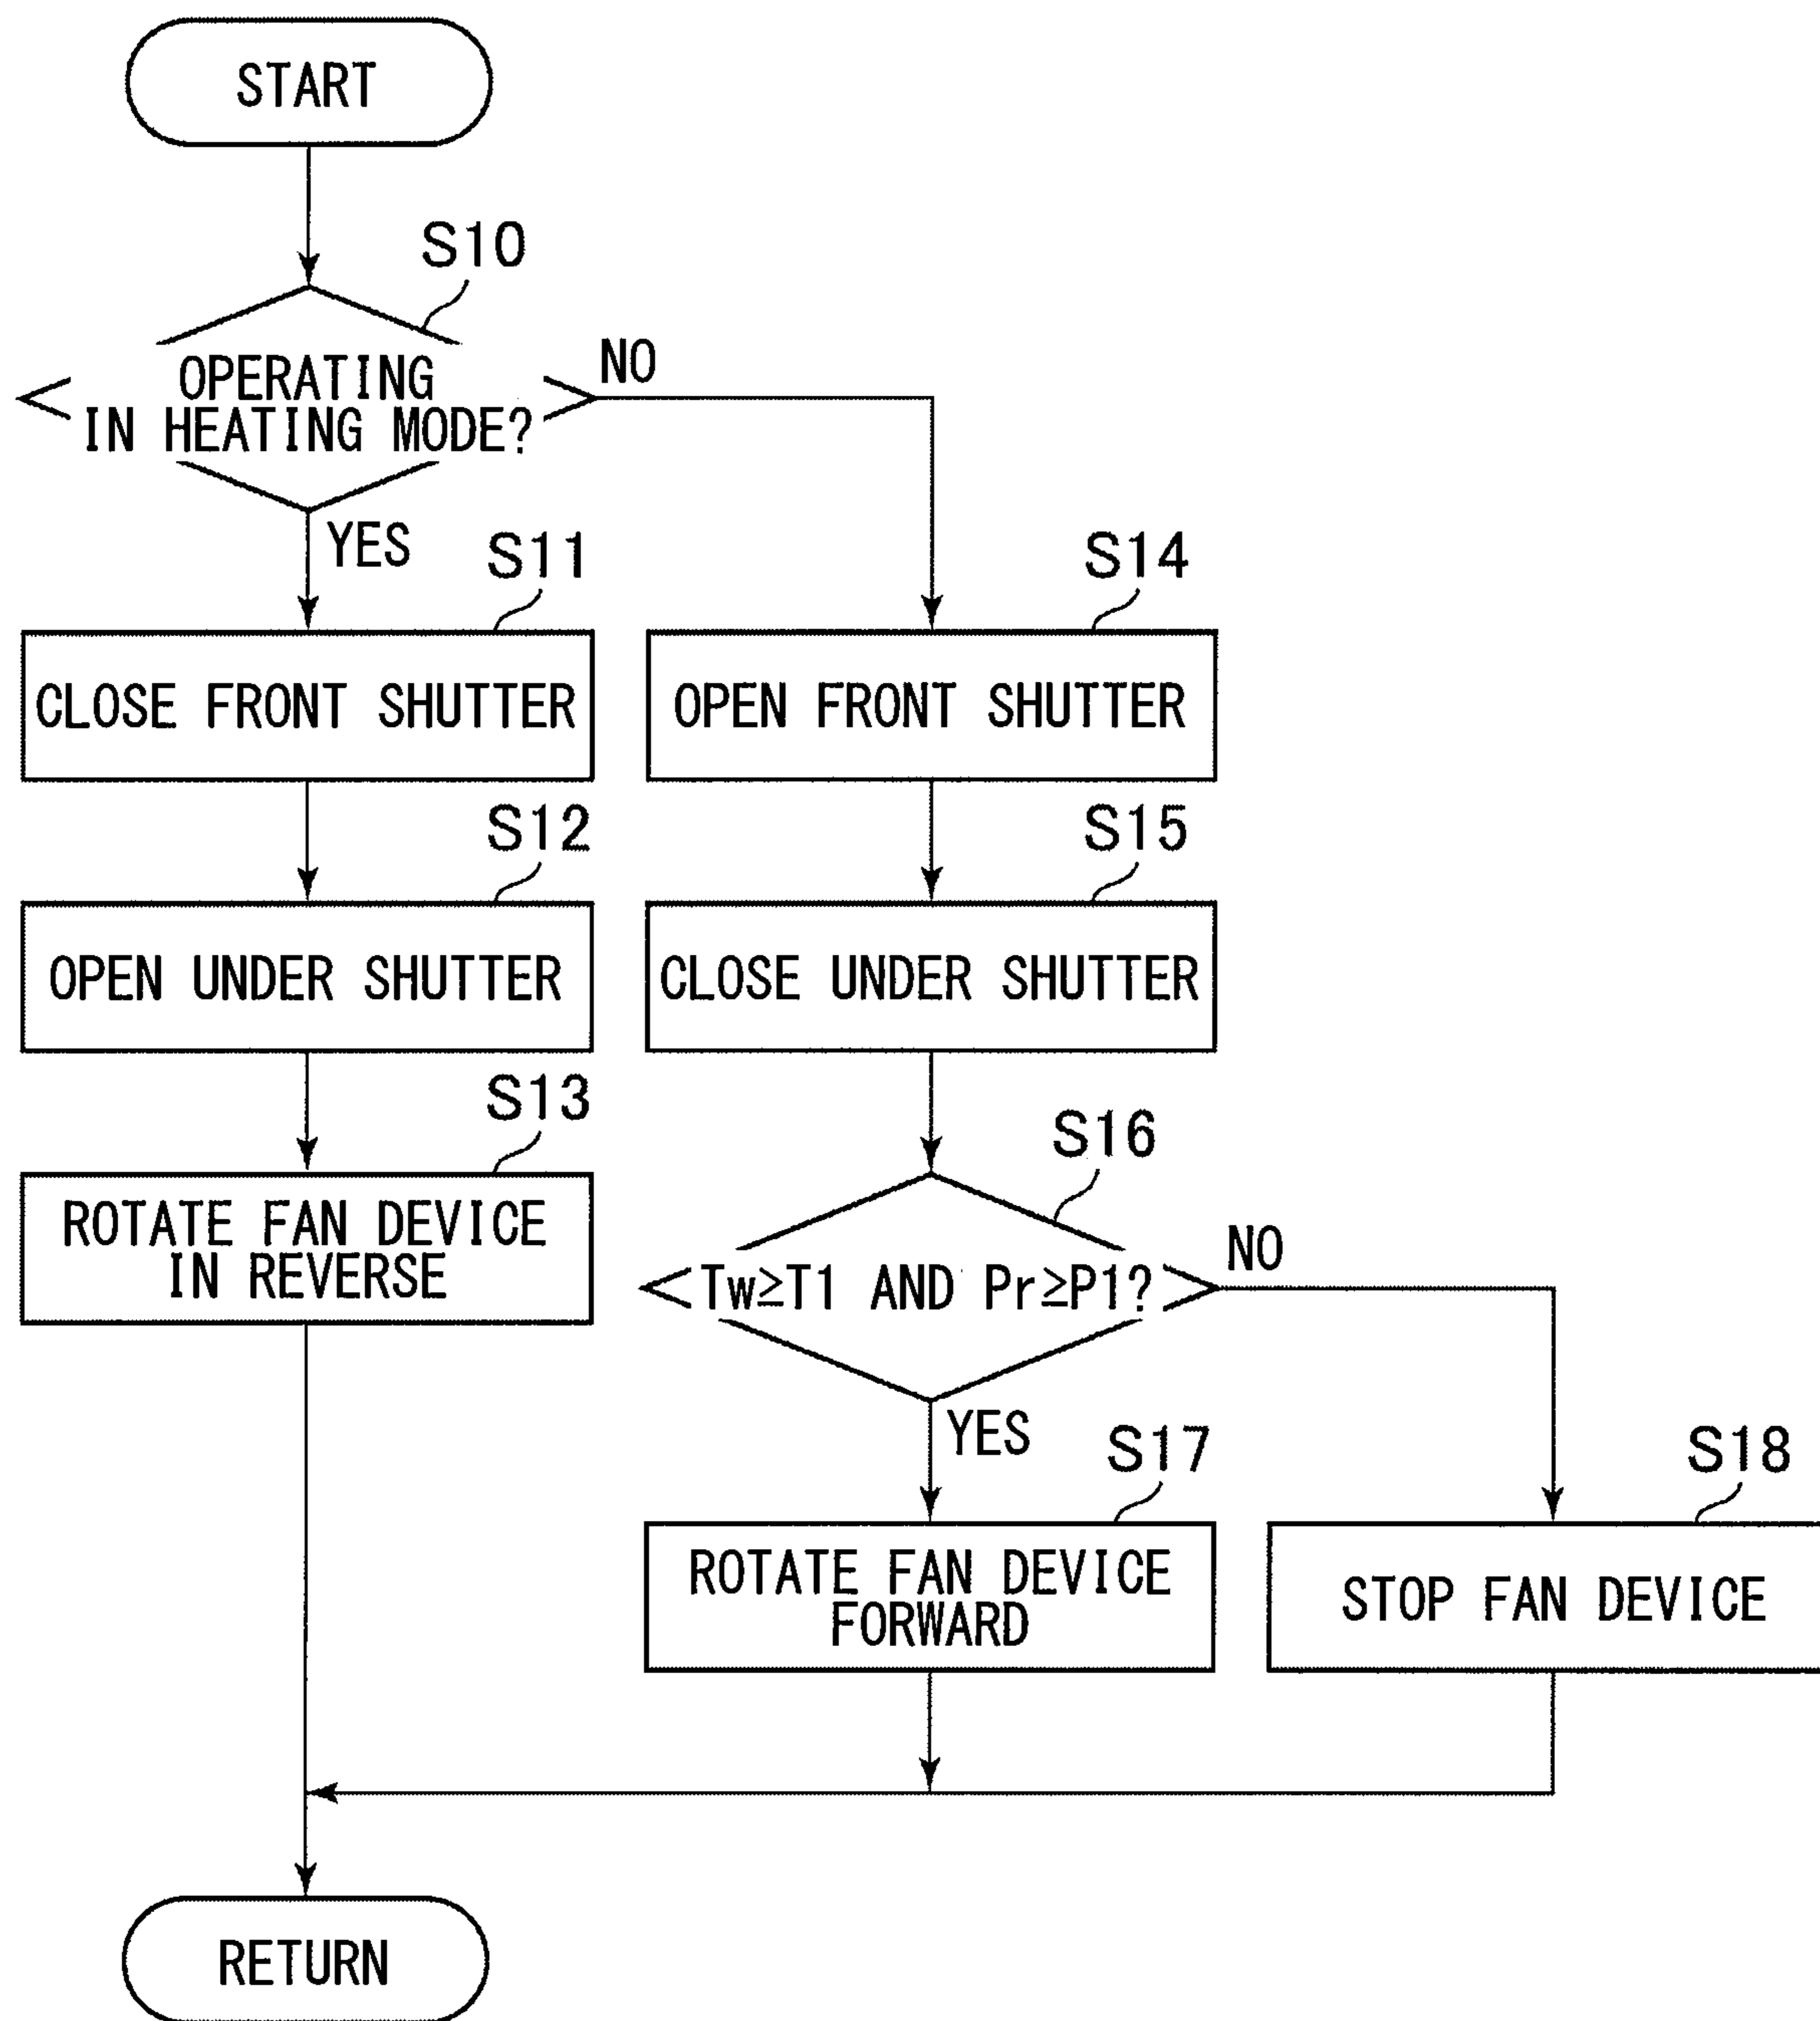 START
S10
OPERATING
IN HEATING MODE?
NO
YES
S11
CLOSE FRONT SHUTTER
S14
OPEN FRONT SHUTTER
S12
OPEN UNDER SHUTTER
S15
CLOSE UNDER SHUTTER
S13
ROTATE FAN DEVICE
IN REVERSE
S16
Tw≥T1 AND Pr≥P1?
NO
YES
S17
ROTATE FAN DEVICE
FORWARD
S18
STOP FAN DEVICE
RETURN